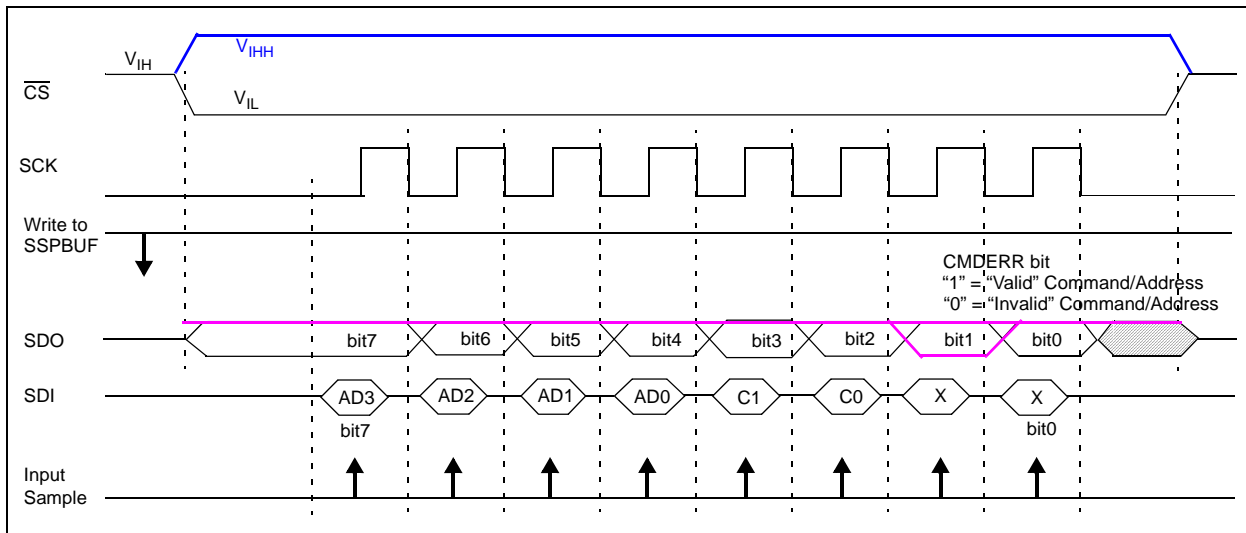 V_IHH
V_IH
CS
V_IL
SCK
Write to
SSPBUF
CMDERR bit
“1” = “Valid” Command/Address
“0” = “Invalid” Command/Address
SDO
bit7 bit6 bit5 bit4 bit3 bit2 bit1 bit0
SDI
AD3 AD2 AD1 AD0 C1 C0 X X
bit7 bit0
Input
Sample